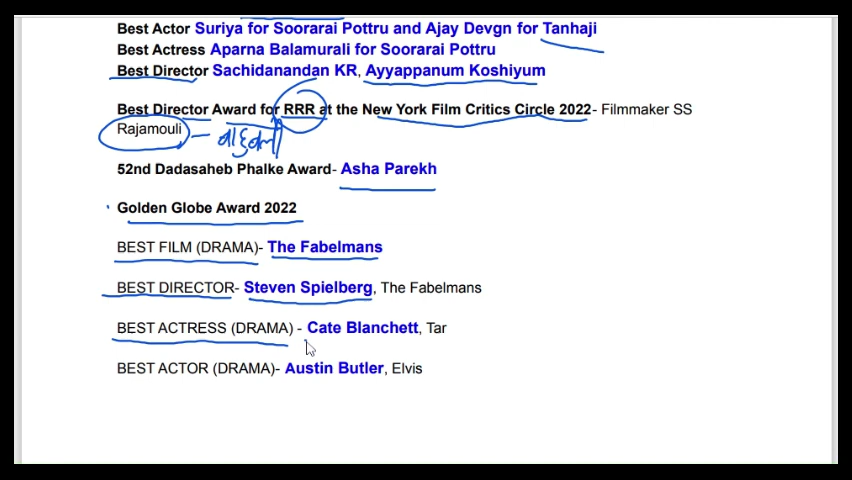 Best Actor Suriya for Soorarai Pottru and Ajay Devgn for Tanhaji
Best Actress Aparna Balamurali for Soorarai Pottru
Best Director Sachidanandan KR, Ayyappanum Koshiyum
Best Director Award for RRR at the New York Film Critics Circle 2022- Filmmaker SS
Rajamouli
52nd Dadasaheb Phalke Award- Asha Parekh
Golden Globe Award 2022
BEST FILM (DRAMA)- The Fabelmans
BEST DIRECTOR- Steven Spielberg, The Fabelmans
BEST ACTRESS (DRAMA) - Cate Blanchett, Tar
BEST ACTOR (DRAMA)- Austin Butler, Elvis